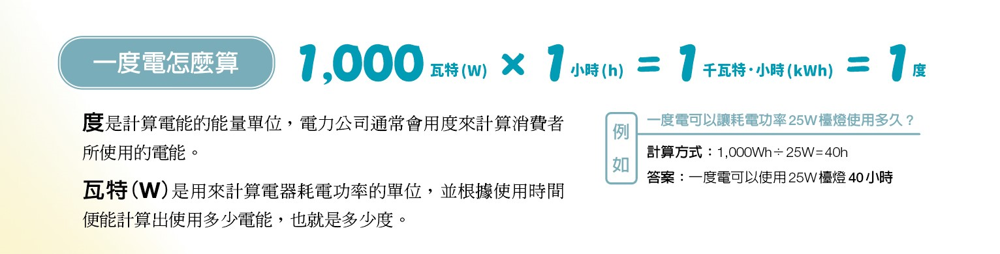 一度電怎麼算
1,000 瓦特(W) × 1 小時(h) = 1 千瓦特·小時(kWh) = 1 度
度是計算電能的能量單位，電力公司通常會用度來計算消費者
所使用的電能。
瓦特(W)是用來計算電器耗電功率的單位，並根據使用時間
便能計算出使用多少電能，也就是多少度。
例如
一度電可以讓耗電功率25W檯燈使用多久？
計算方式：1,000Wh÷25W=40h
答案：一度電可以使用25W檯燈40小時